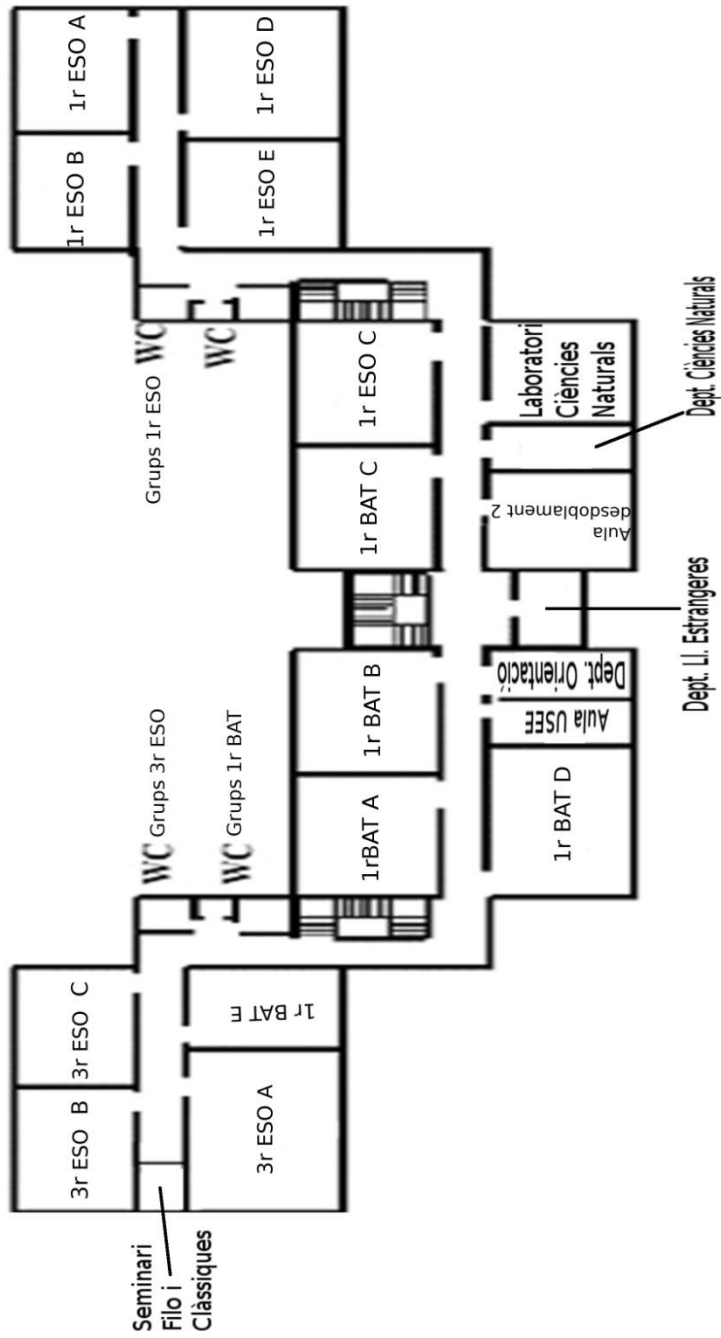 1r ESO A
1r ESO B
1r ESO D
1r ESO E
WC
WC
Grups 1r ESO
1r ESO C
1r BAT C
Laboratori
Ciències
Naturals
Dept. Ciències Naturals
Aula
desdoblament 2
Dept. Ll. Estrangeres
Dept. Orientació
Aula USEE
1r BAT B
1rBAT A
1r BAT D
WC Grups 3r ESO
WC Grups 1r BAT
3r ESO C
3r ESO B
1r BAT E
3r ESO A
Seminari
Filo i
Clàssiques